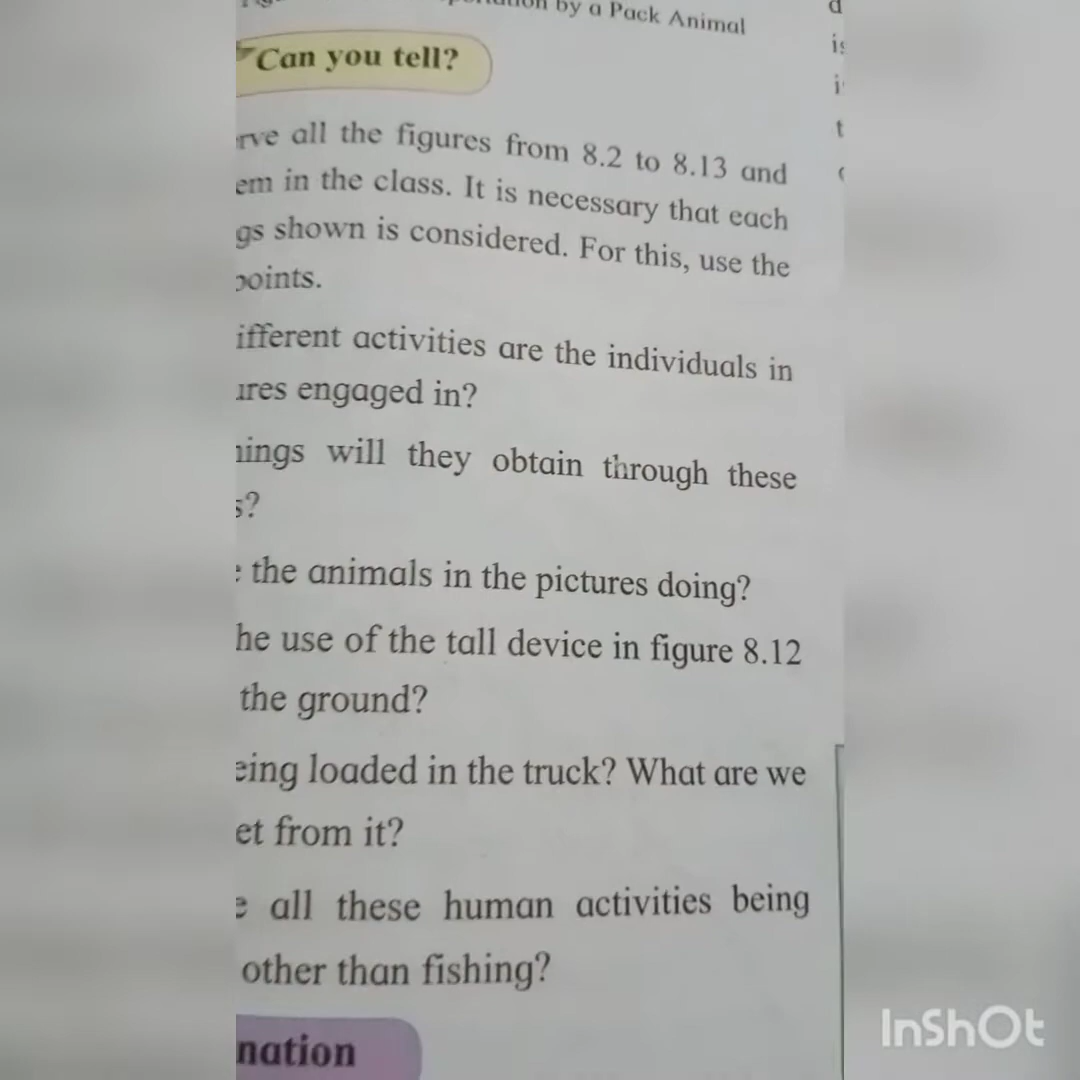 by a Pack Animal
Can you tell?
rve all the figures from 8.2 to 8.13 and
em in the class. It is necessary that each
gs shown is considered. For this, use the
points.
ifferent activities are the individuals in
ures engaged in?
ings will they obtain through these
s?
the animals in the pictures doing?
he use of the tall device in figure 8.12
the ground?
eing loaded in the truck? What are we
et from it?
all these human activities being
other than fishing?
nation
InShOt